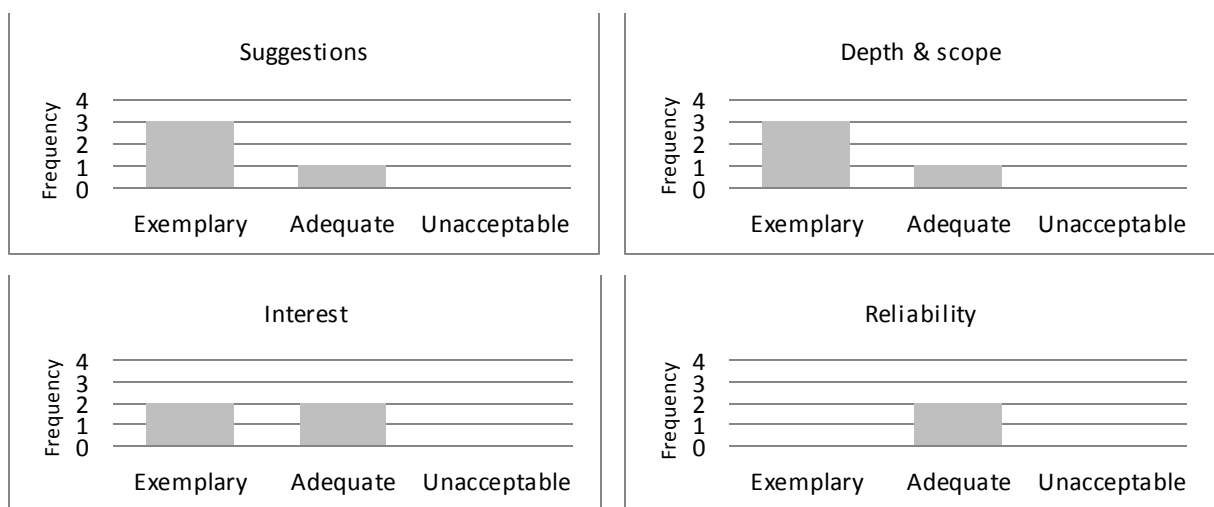 Suggestions
Frequency
4
3
2
1
0
Exemplary Adequate Unacceptable
Depth & scope
Frequency
4
3
2
1
0
Exemplary Adequate Unacceptable
Interest
Frequency
4
3
2
1
0
Exemplary Adequate Unacceptable
Reliability
Frequency
4
3
2
1
0
Exemplary Adequate Unacceptable